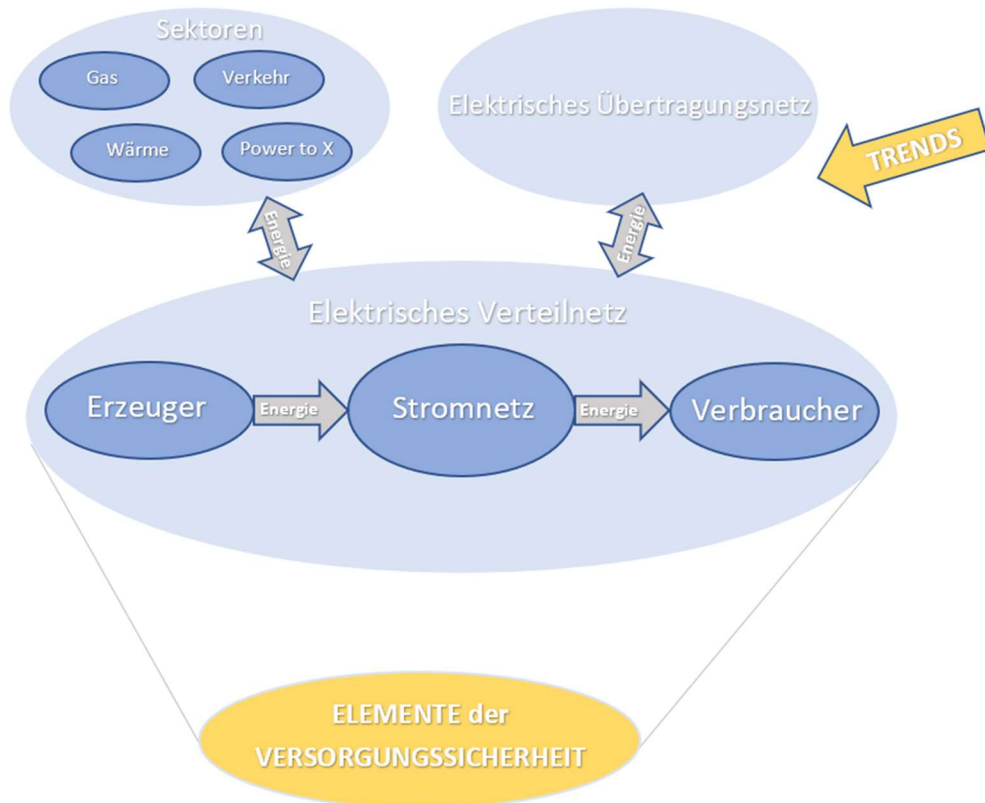 Sektoren
Gas
Verkehr
Wärme
Power to X
Elektrisches Übertragungsnetz
TRENDS
Energie
Energie
Elektrisches Verteilnetz
Erzeuger
Energie
Stromnetz
Energie
Verbraucher
ELEMENTE der
VERSORGUNGSSICHERHEIT